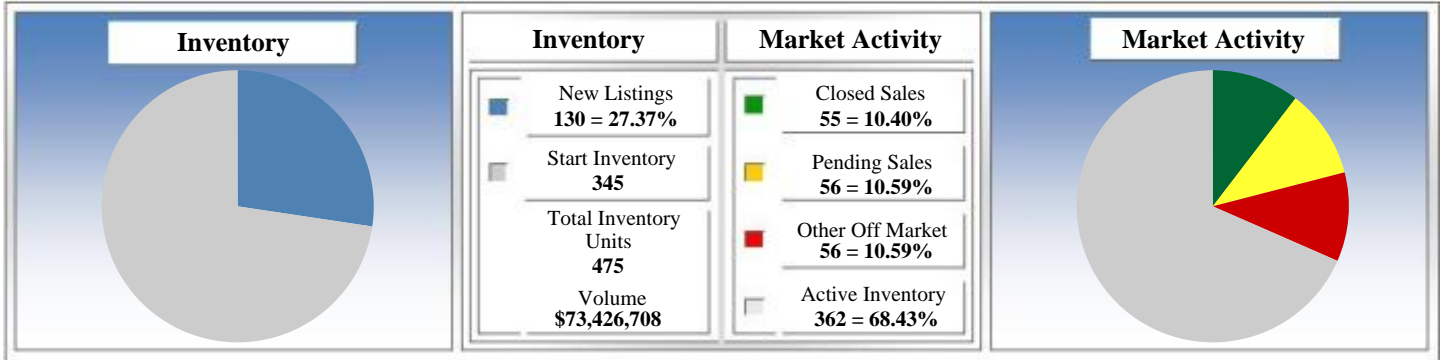 Inventory
Inventory
New Listings
130 = 27.37%
Start Inventory
345
Total Inventory
Units
475
Volume
$73,426,708
Market Activity
Closed Sales
55 = 10.40%
Pending Sales
56 = 10.59%
Other Off Market
56 = 10.59%
Active Inventory
362 = 68.43%
Market Activity